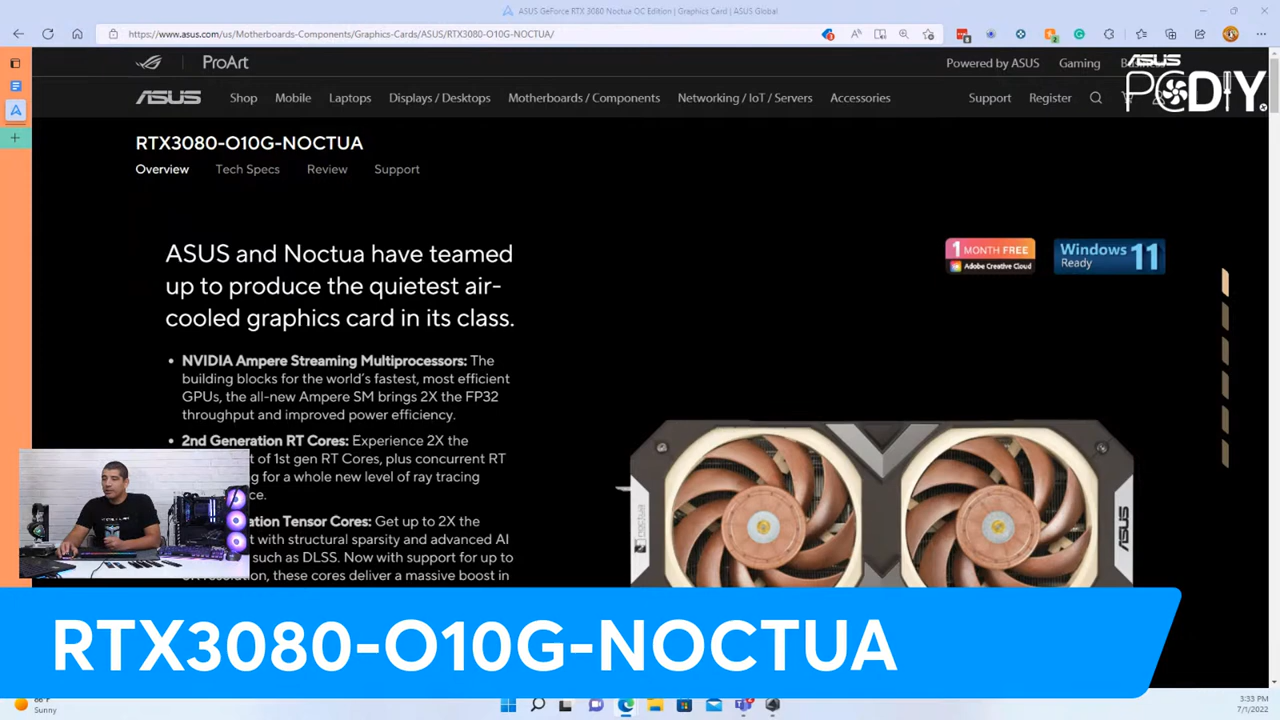 ASUS GeForce RTX 3080 Noctua OC Edition | Graphics Card | ASUS Global
https://www.asus.com/us/Motherboards-Components/Graphics-Cards/ASUS/RTX3080-O10G-NOCTUA/
ProArt
Powered by ASUS
Gaming
ASUS
PCDIY
ASUS
Shop
Mobile
Laptops
Displays / Desktops
Motherboards / Components
Networking / IoT / Servers
Accessories
Support
Register
RTX3080-O10G-NOCTUA
Overview
Tech Specs
Review
Support
ASUS and Noctua have teamed
up to produce the quietest air-
cooled graphics card in its class.
1 MONTH FREE
Adobe Creative Cloud
Windows 11
Ready
• NVIDIA Ampere Streaming Multiprocessors: The
building blocks for the world's fastest, most efficient
GPUs, the all-new Ampere SM brings 2X the FP32
throughput and improved power efficiency.
• 2nd Generation RT Cores: Experience 2X the
of 1st gen RT Cores, plus concurrent RT
for a whole new level of ray tracing
Tensor Cores: Get up to 2X the
with structural sparsity and advanced AI
such as DLSS. Now with support for up to
these cores deliver a massive boost in
noctua
ASUS
RTX3080-O10G-NOCTUA
Sunny
3:33 PM
7/1/2022